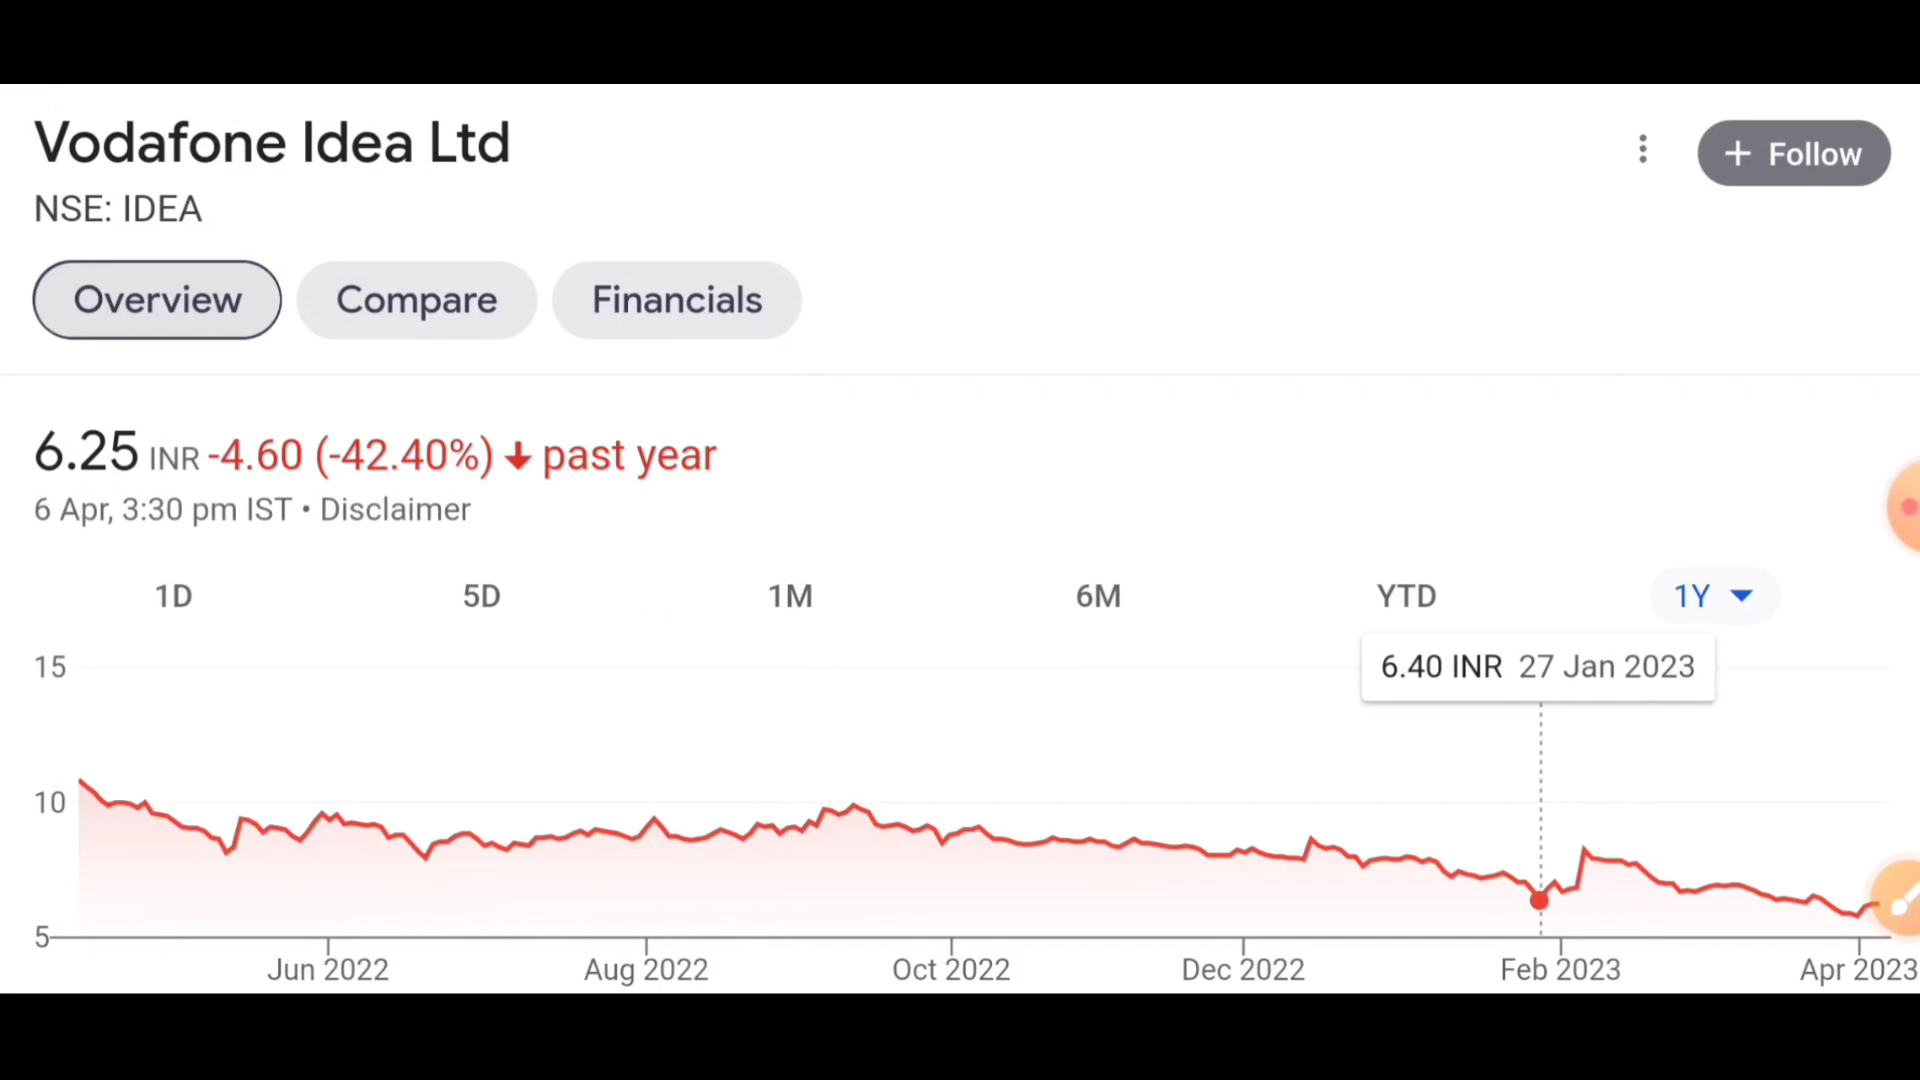 Vodafone Idea Ltd
+ Follow
NSE: IDEA
Overview Compare Financials
6.25 INR -4.60 (-42.40%) ↓ past year
6 Apr, 3:30 pm IST • Disclaimer
1D 5D 1M 6M YTD 1Y
6.40 INR 27 Jan 2023
15
10
5
Jun 2022 Aug 2022 Oct 2022 Dec 2022 Feb 2023 Apr 2023